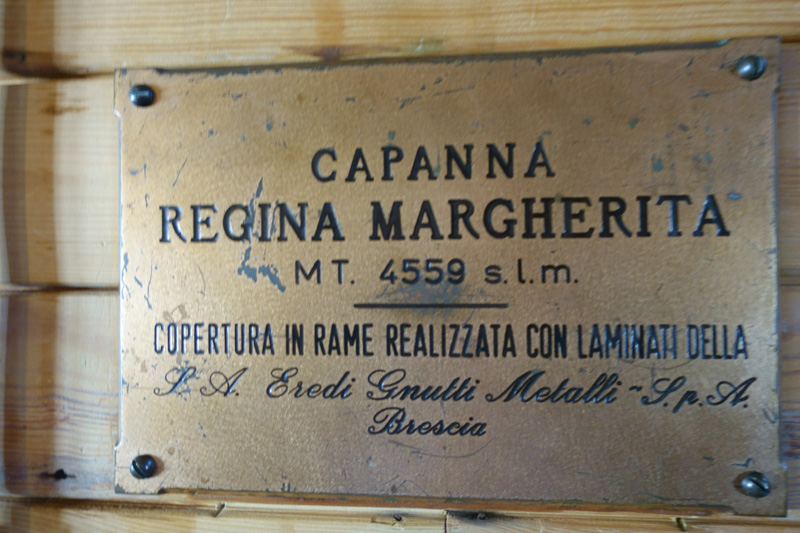 CAPANNA
REGINA MARGHERITA
MT. 4559 s.l.m.
COPERTURA IN RAME REALIZZATA CON LAMINATI DELLA
S.A. Eredi Gnutti Metalli - S.p.A.
Brescia